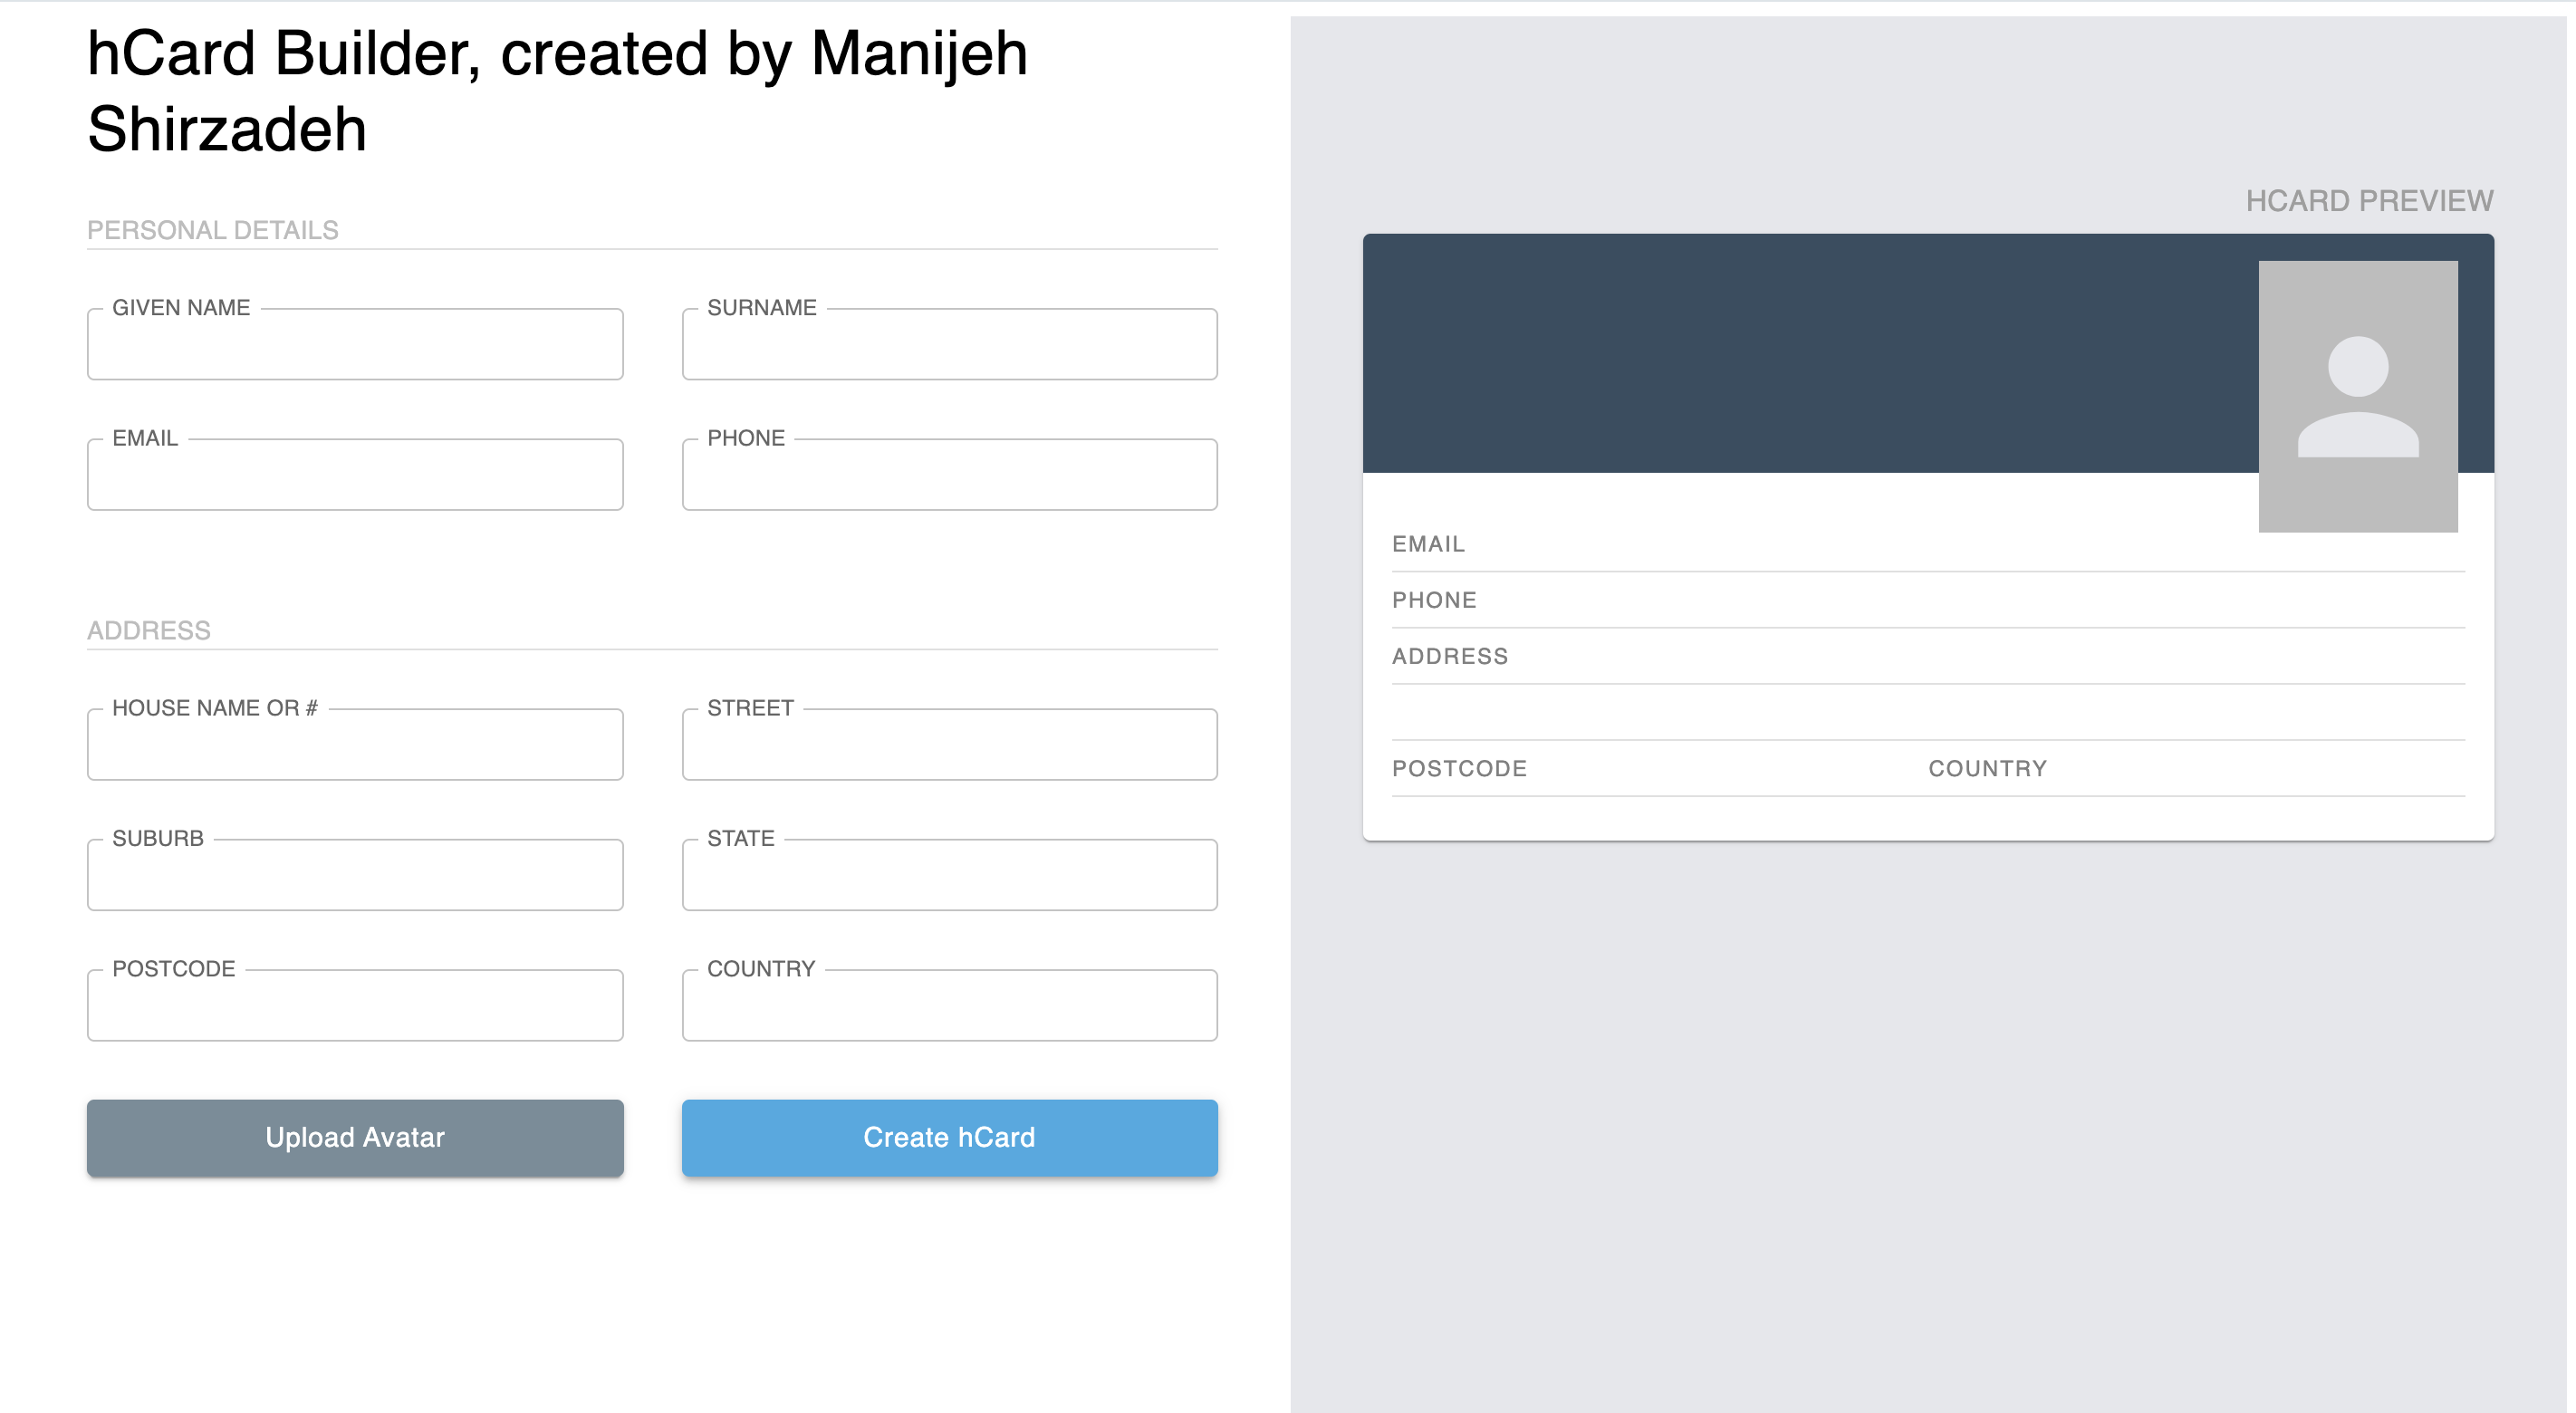 hCard Builder, created by Manijeh
Shirzadeh
PERSONAL DETAILS
GIVEN NAME
SURNAME
EMAIL
PHONE
ADDRESS
HOUSE NAME OR #
STREET
SUBURB
STATE
POSTCODE
COUNTRY
Upload Avatar
Create hCard
HCARD PREVIEW
EMAIL
PHONE
ADDRESS
POSTCODE
COUNTRY